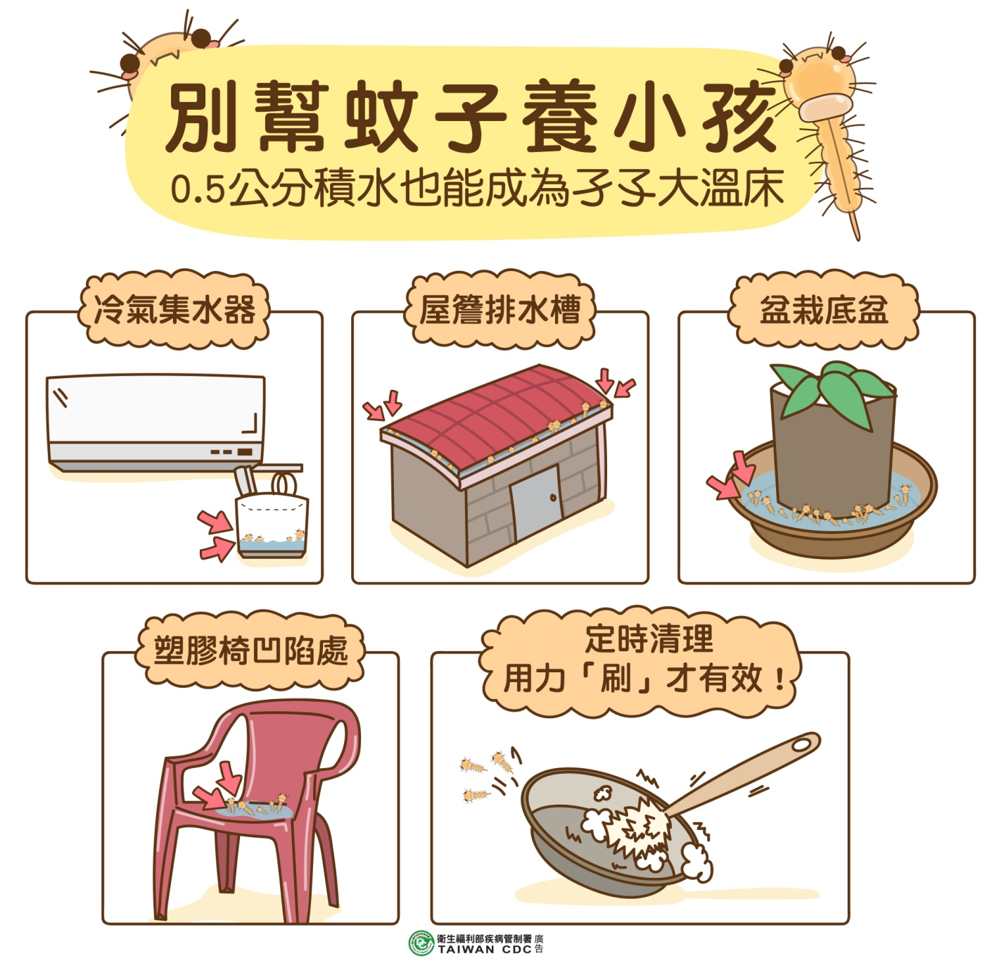 別幫蚊子養小孩
0.5公分積水也能成為孑孓大溫床
冷氣集水器
屋簷排水槽
盆栽底盆
塑膠椅凹陷處
定時清理
用力「刷」才有效！
衛生福利部疾病管制署 廣告
TAIWAN CDC